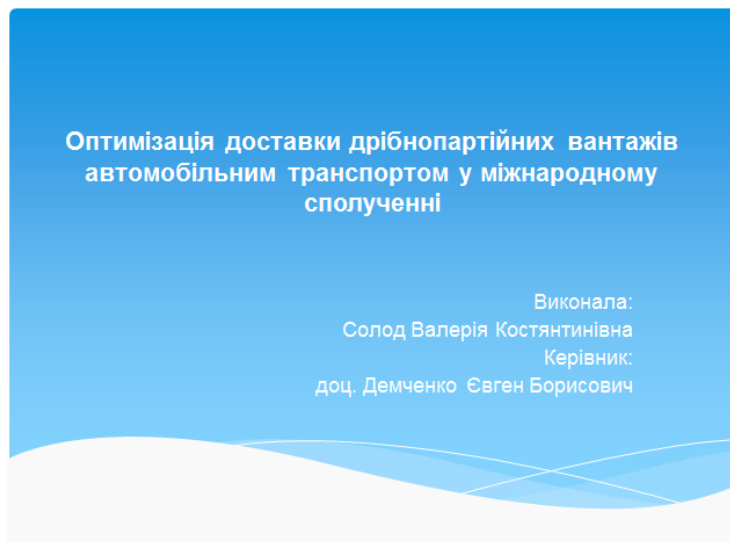 Оптимізація доставки дрібнопартійних вантажів
автомобільним транспортом у міжнародному
сполученні
Виконала:
Солод Валерія Костянтинівна
Керівник:
доц. Демченко Євген Борисович